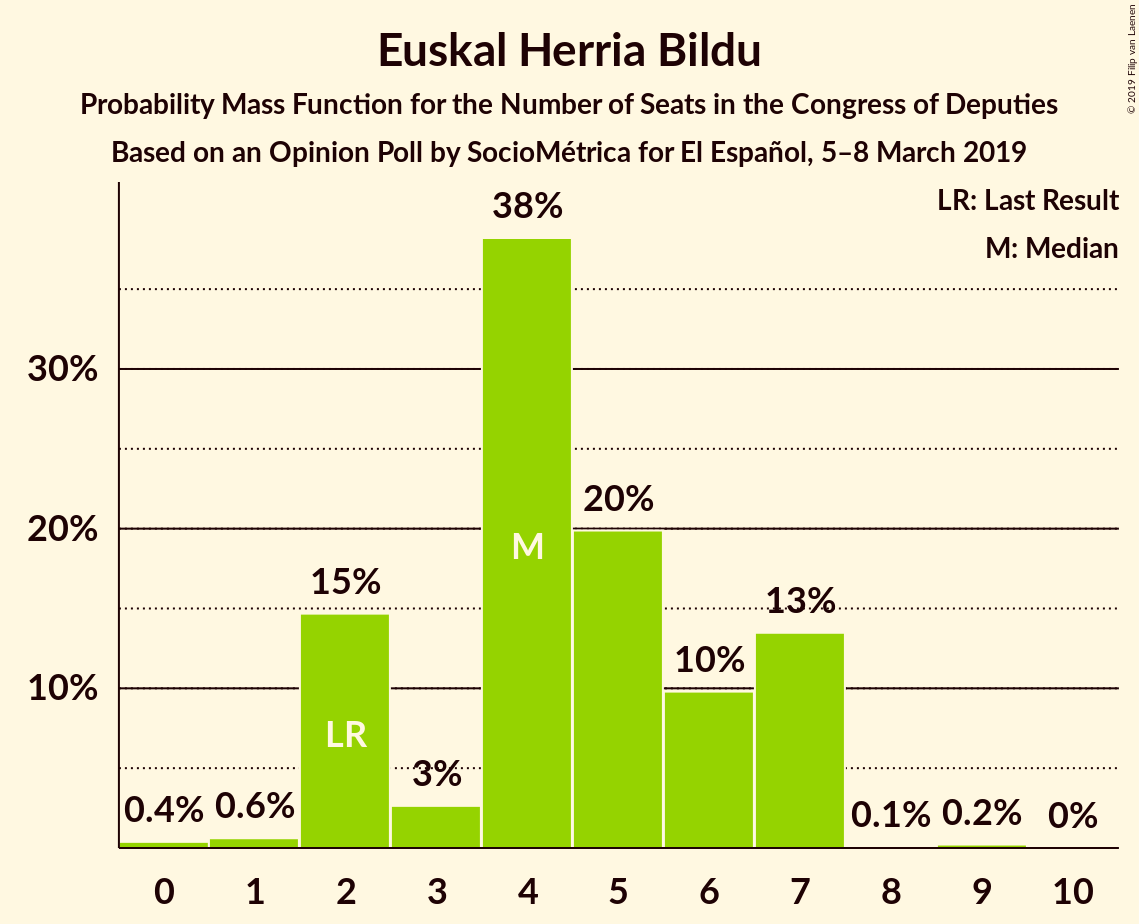 Euskal Herria Bildu
Probability Mass Function for the Number of Seats in the Congress of Deputies
Based on an Opinion Poll by SocioMétrica for El Español, 5–8 March 2019
© 2019 Filip van Laenen
LR: Last Result
M: Median
38%
30%
20%
M
20%
15%
13%
10%
10%
LR
3%
0.4%
0.6%
0.1%
0.2%
0%
0 1 2 3 4 5 6 7 8 9 10